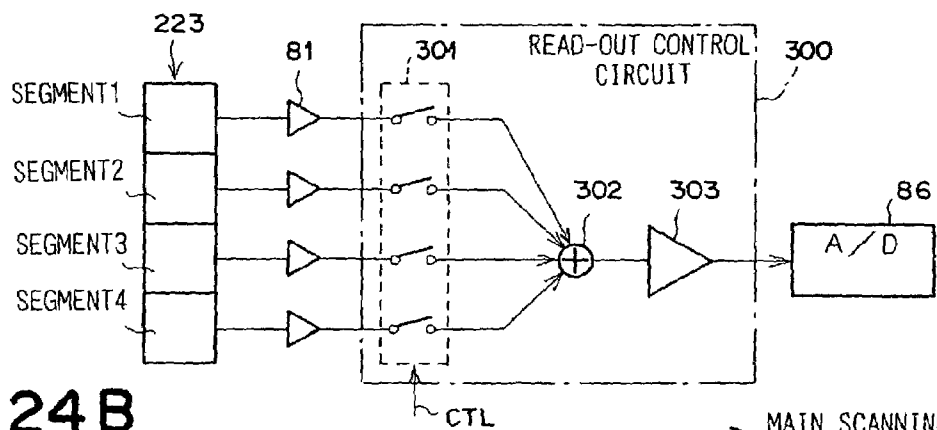 223
81
301
READ-OUT CONTROL
CIRCUIT
300
SEGMENT1
SEGMENT2
302
303
86
A/D
SEGMENT3
SEGMENT4
24B
CTL
MAIN SCANNIN